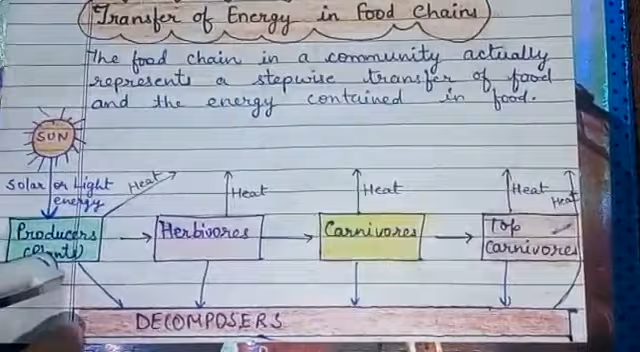 Transfer of Energy in Food Chains
The food chain in a community actually
represents a stepwise transfer of food
and the energy contained in food.
SUN
Solar or Light
energy
Heat
Heat
Heat
Heat
Heat
Producers
(Plants)
Herbivores
Carnivores
Top
Carnivores
DECOMPOSERS